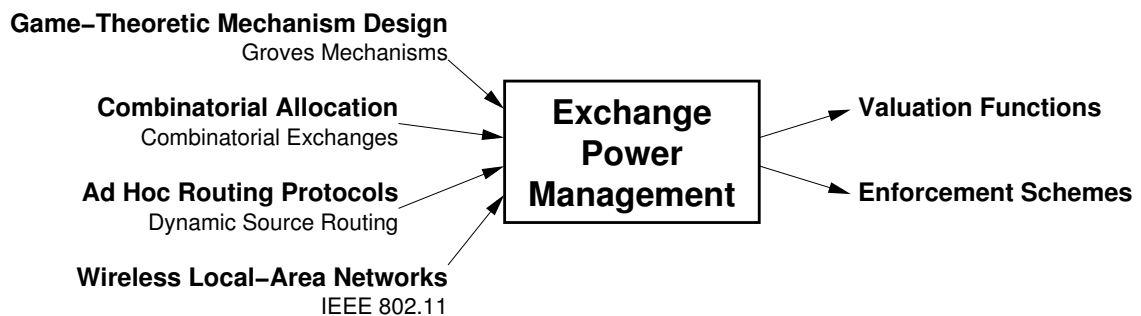 Game−Theoretic Mechanism Design
Groves Mechanisms
Combinatorial Allocation
Combinatorial Exchanges
Ad Hoc Routing Protocols
Dynamic Source Routing
Wireless Local−Area Networks
IEEE 802.11
Exchange
Power
Management
Valuation Functions
Enforcement Schemes